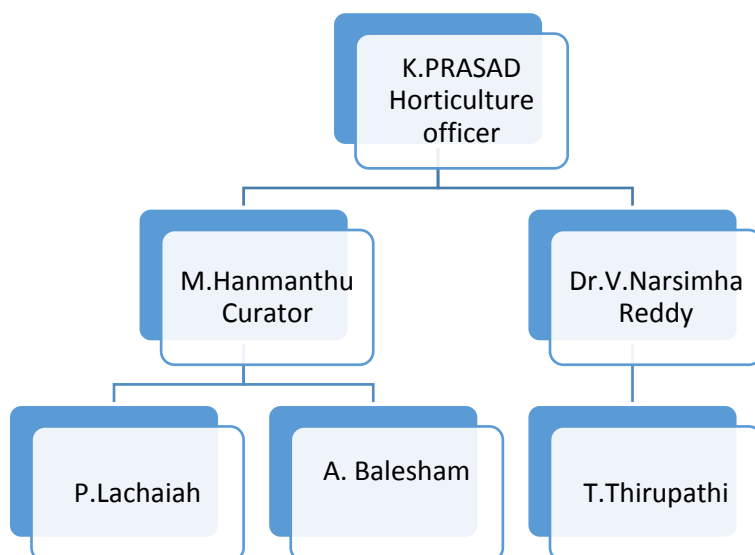 K.PRASAD
Horticulture
officer
M.Hanmanthu
Curator
Dr.V.Narsimha
Reddy
P.Lachaiah
A. Balesham
T.Thirupathi